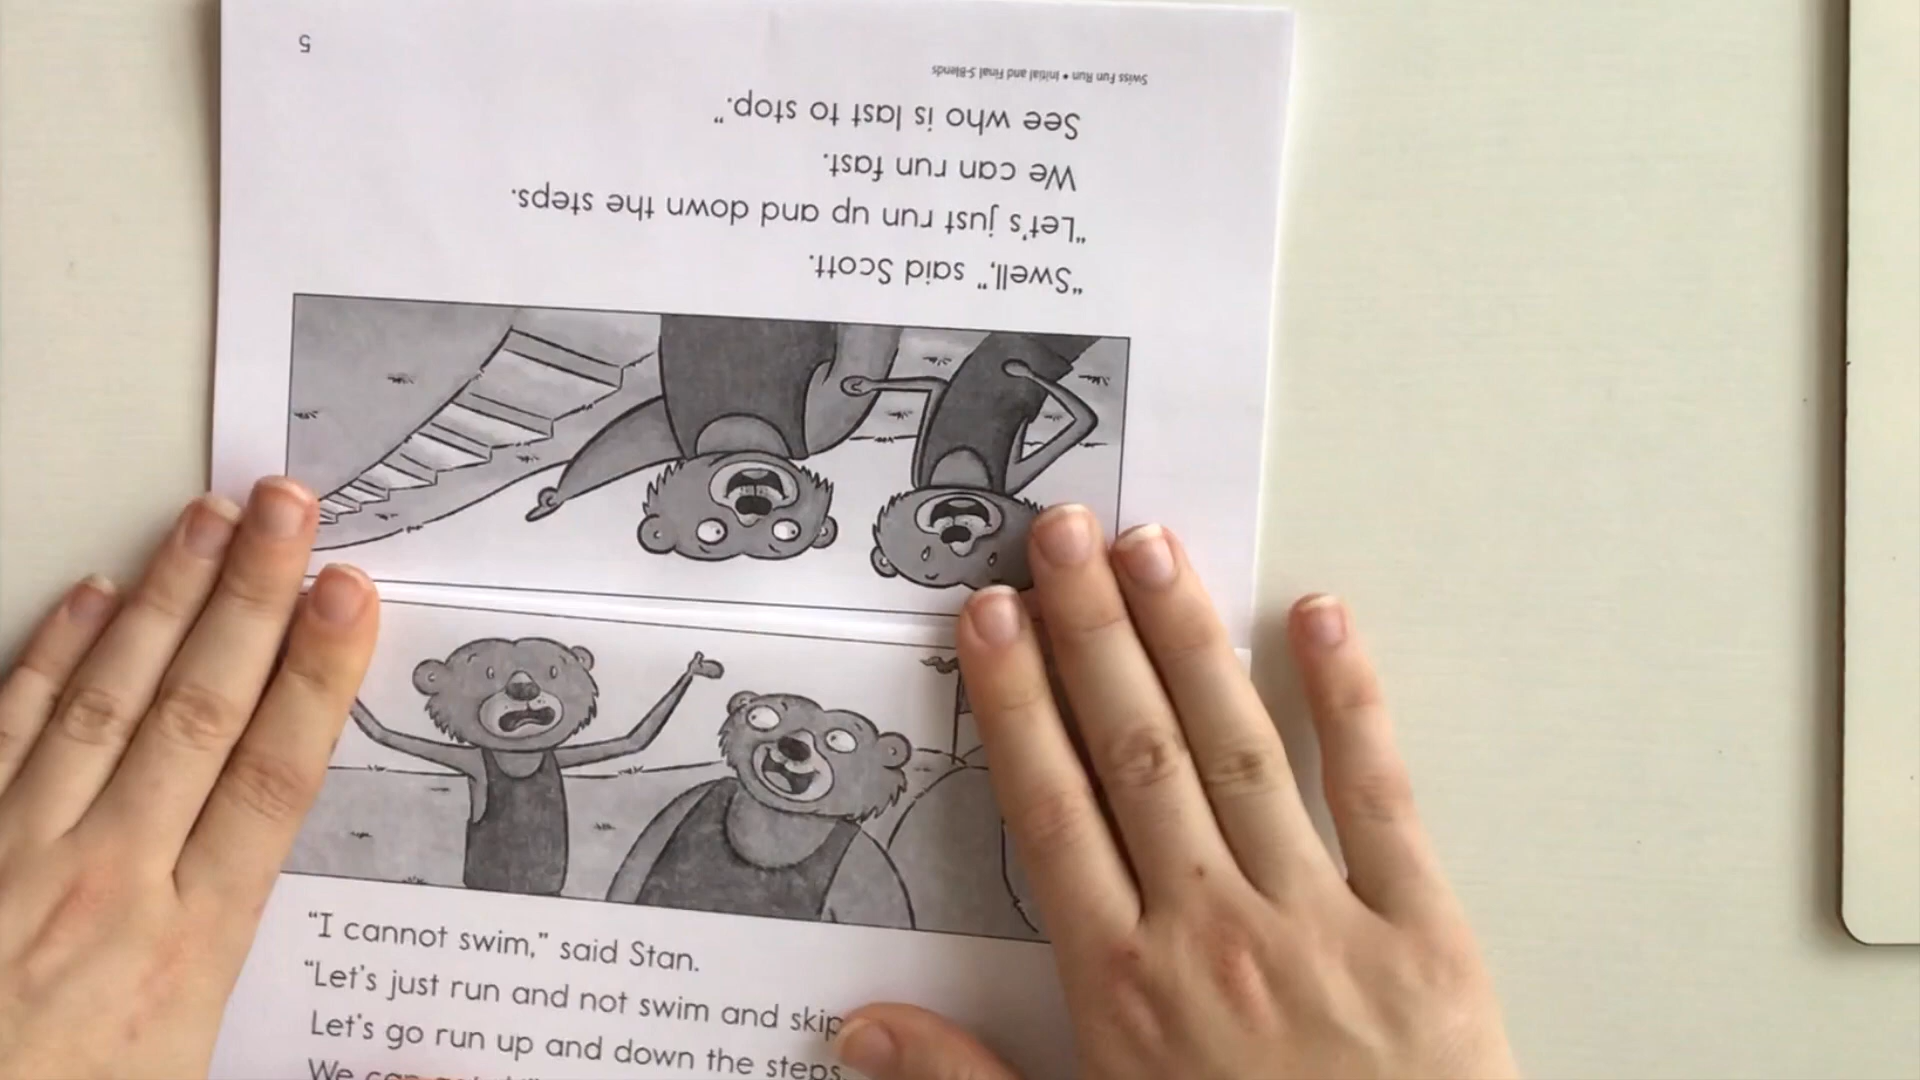 5
Swiss Fun Run • Initial and Final S-Blends
"Swell," said Scott.
"Let's just run up and down the steps.
We can run fast.
See who is last to stop."
"I cannot swim," said Stan.
"Let's just run and not swim and skip
Let's go run up and down the steps.
We can